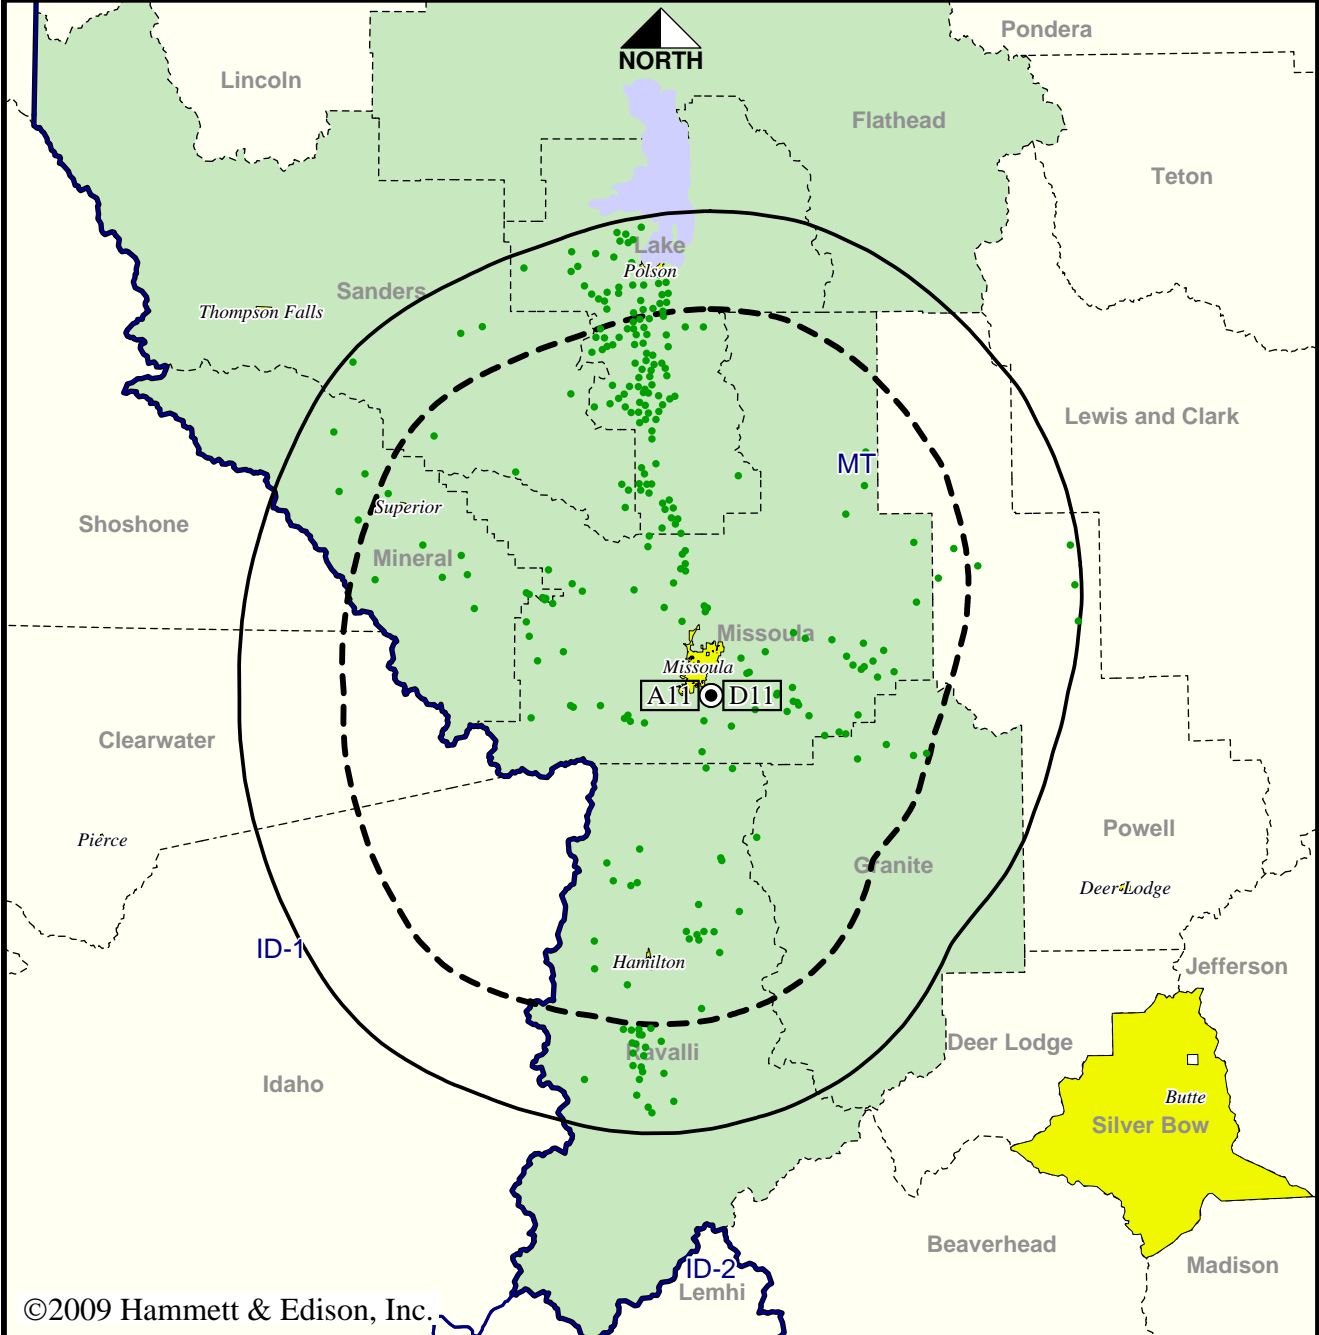 Pondera
NORTH
Lincoln
Flathead
Teton
Lake
Polson
Sanders
Thompson Falls
Lewis and Clark
MT
Superior
Shoshone
Mineral
Missoula
Missoula
A11
D11
Clearwater
Powell
Pierce
Granite
Deer Lodge
ID-1
Hamilton
Jefferson
Deer Lodge
Ravalli
Idaho
Butte
Silver Bow
Beaverhead
Madison
ID-2
Lemhi
©2009 Hammett & Edison, Inc.